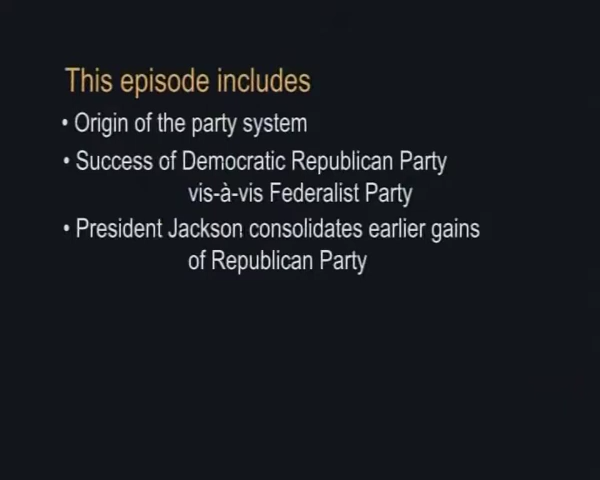 This episode includes
• Origin of the party system
• Success of Democratic Republican Party
vis-à-vis Federalist Party
• President Jackson consolidates earlier gains
of Republican Party